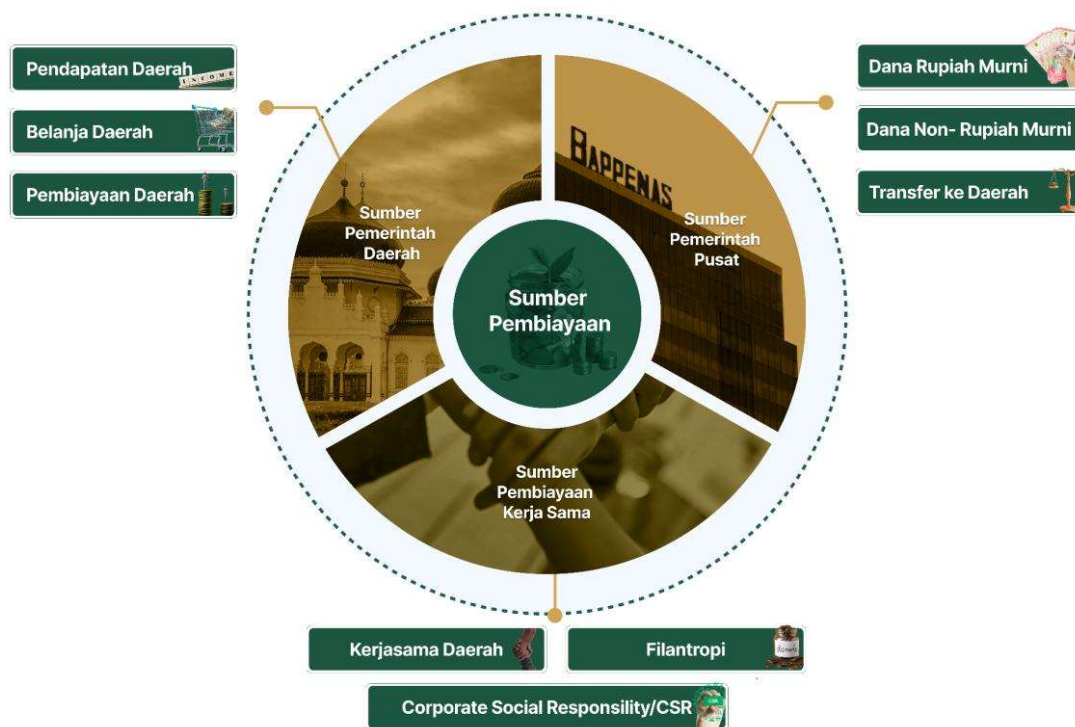 Pendapatan Daerah
INCOME
Belanja Daerah
Pembiayaan Daerah
Dana Rupiah Murni
Dana Non- Rupiah Murni
Transfer ke Daerah
BAPPENAS
Sumber
Pemerintah
Daerah
Sumber
Pemerintah
Pusat
Sumber
Pembiayaan
Sumber
Pembiayaan
Kerja Sama
Kerjasama Daerah
Filantropi
Corporate Social Responsility/CSR